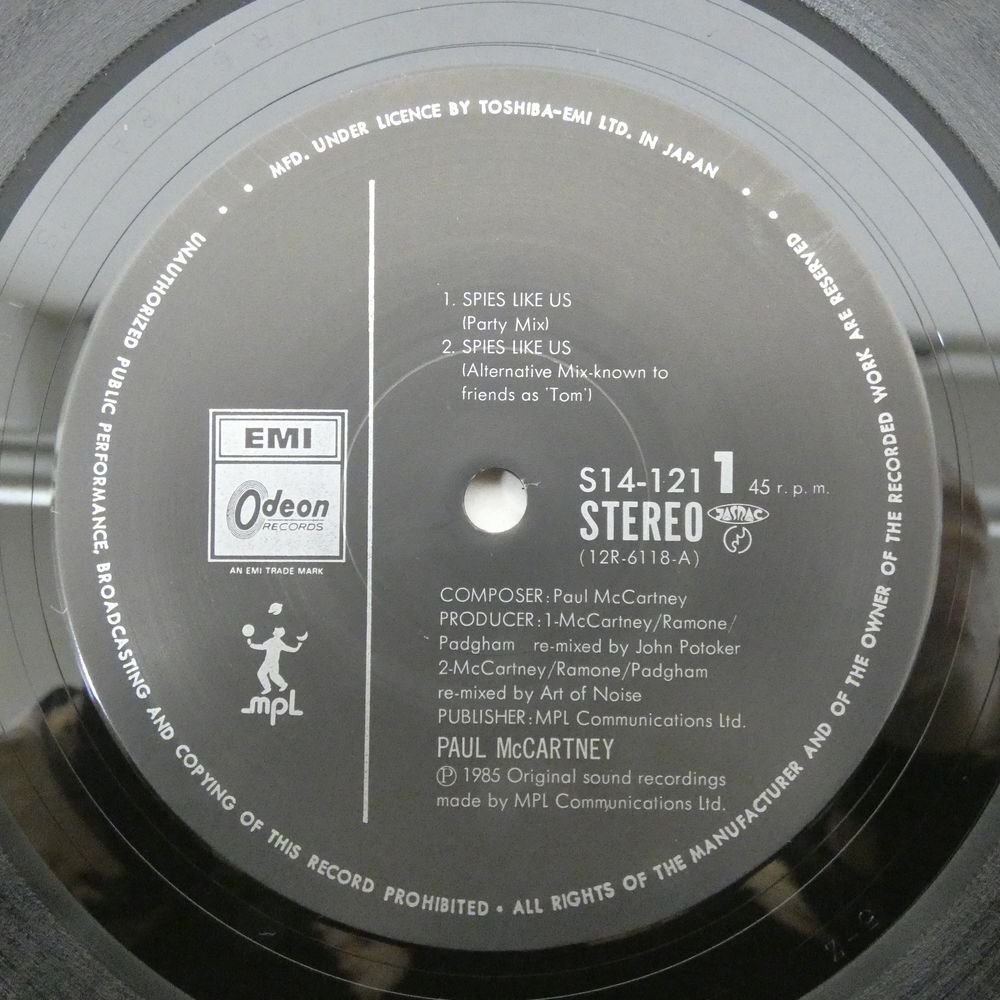 MFD. UNDER LICENCE BY TOSHIBA-EMI LTD. IN JAPAN
UNAUTHORIZED PUBLIC PERFORMANCE, BROADCASTING AND COPYING OF THIS RECORD PROHIBITED • ALL RIGHTS OF THE MANUFACTURER AND OF THE OWNER OF THE RECORDED WORK ARE RESERVED
1. SPIES LIKE US
(Party Mix)
2. SPIES LIKE US
(Alternative Mix-known to
friends as 'Tom')
EMI
Odeon
RECORDS
AN EMI TRADE MARK
mpl
S14-121 1 45 r.p.m.
STEREO JASRAC
(12R-6118-A)
COMPOSER: Paul McCartney
PRODUCER: 1-McCartney/Ramone/
Padgham re-mixed by John Potoker
2-McCartney/Ramone/Padgham
re-mixed by Art of Noise
PUBLISHER: MPL Communications Ltd.
PAUL McCARTNEY
Ⓟ 1985 Original sound recordings
made by MPL Communications Ltd.